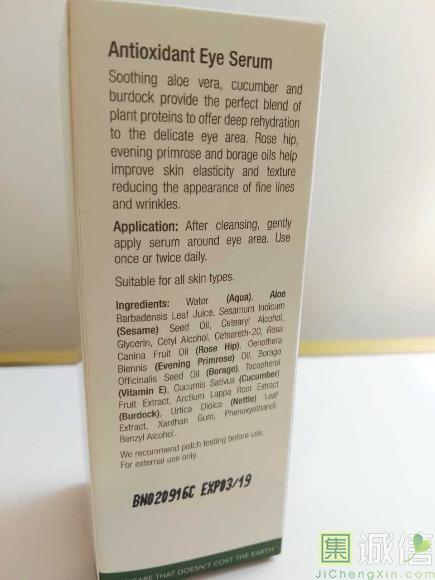 Antioxidant Eye Serum
Soothing aloe vera, cucumber and
burdock provide the perfect blend of
plant proteins to offer deep rehydration
to the delicate eye area. Rose hip,
evening primrose and borage oils help
improve skin elasticity and texture
reducing the appearance of fine lines
and wrinkles.
Application: After cleansing, gently
apply serum around eye area. Use
once or twice daily.
Suitable for all skin types.
Ingredients: Water (Aqua), Aloe
Barbadensis Leaf Juice, Sesamum Indicum
(Sesame) Seed Oil, Cetearyl Alcohol,
Glycerin, Cetyl Alcohol, Ceteareth-20, Rosa
Canina Fruit Oil (Rose Hip), Oenothera
Biennis (Evening Primrose) Oil, Borago
Officinalis Seed Oil (Borage), Tocopherol
(Vitamin E), Cucumis Sativus (Cucumber)
Fruit Extract, Arctium Lappa Root Extract
(Burdock), Urtica Dioica (Nettle) Leaf
Extract, Xanthan Gum, Phenoxyethanol,
Benzyl Alcohol.
We recommend patch testing before use.
For external use only.
BN020916C EXP03/19
CARE THAT DOESN'T COST THE EARTH
集诚信
JiChengXin.com